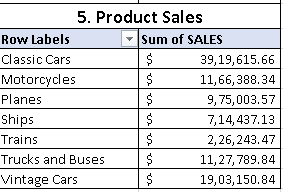 5. Product Sales
Row Labels Sum of SALES
Classic Cars $ 39,19,615.66
Motorcycles $ 11,66,388.34
Planes $ 9,75,003.57
Ships $ 7,14,437.13
Trains $ 2,26,243.47
Trucks and Buses $ 11,27,789.84
Vintage Cars $ 19,03,150.84